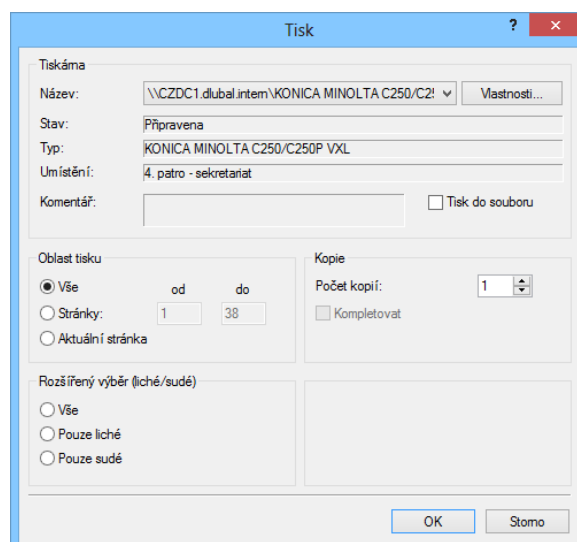 Tisk
?
Tiskárna
Název: \\CZDC1.dlubal.intern\KONICA MINOLTA C250/C25 Vlastnosti...
Stav: Připravena
Typ: KONICA MINOLTA C250/C250P VXL
Umístění: 4. patro - sekretariat
Komentář: Tisk do souboru
Oblast tisku
Vše od do
Stránky: 1 38
Aktuální stránka
Kopie
Počet kopií: 1
Kompletovat
Rozšířený výběr (liché/sudé)
Vše
Pouze liché
Pouze sudé
OK Storno